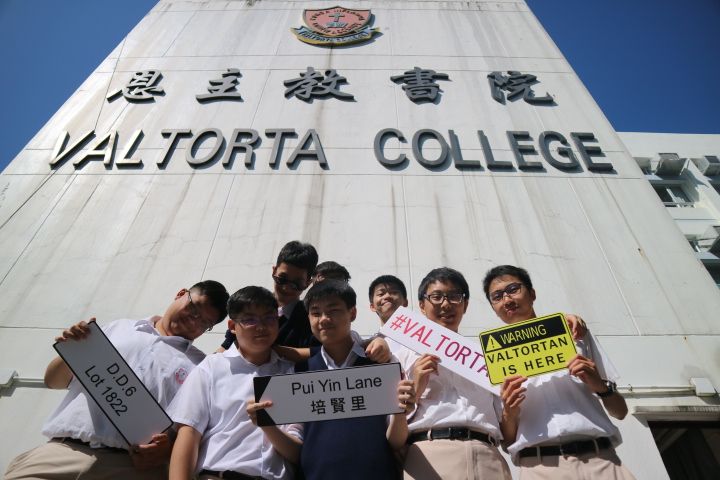 恩主教書院
VALTORTA COLLEGE
D.D.6
Lot 1822
Pui Yin Lane
培賢里
#VALTORTA
WARNING
VALTORTAN
IS HERE